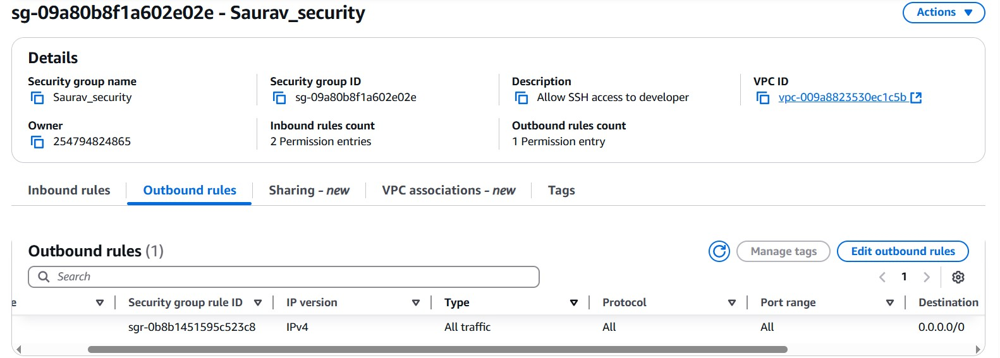 sg-09a80b8f1a602e02e - Saurav_security
Actions
Details
Security group name
Saurav_security
Security group ID
sg-09a80b8f1a602e02e
Description
Allow SSH access to developer
VPC ID
vpc-009a8823530ec1c5b
Owner
254794824865
Inbound rules count
2 Permission entries
Outbound rules count
1 Permission entry
Inbound rules
Outbound rules
Sharing - new
VPC associations - new
Tags
Outbound rules (1)
Manage tags
Edit outbound rules
Search
1
e
Security group rule ID
IP version
Type
Protocol
Port range
Destination
sgr-0b8b1451595c523c8
IPv4
All traffic
All
All
0.0.0.0/0